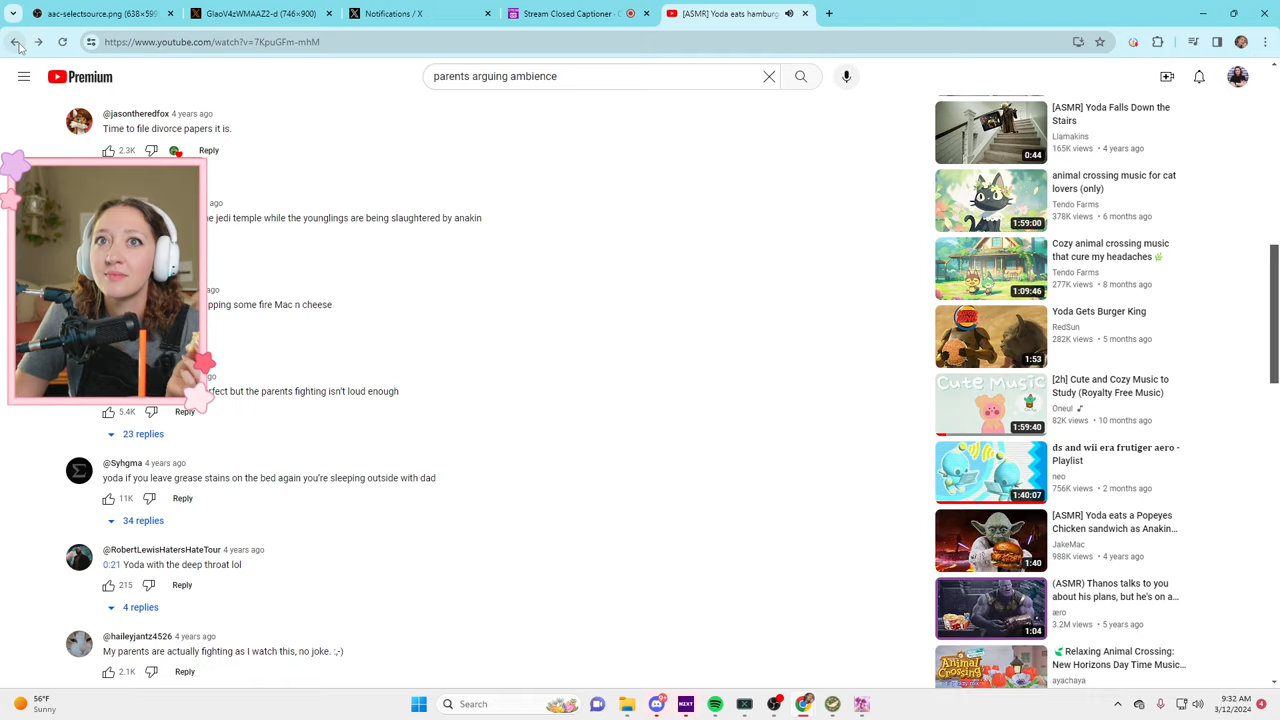 Screen (638×59
GlaoV4zWMAAZ2-d (746×900)
Notifications / X
Stream Closed Captioner - C
[ASMR] Yoda eats hamburg
https://www.youtube.com/watch?v=7KpuGFm-mhM
Premium
parents arguing ambience
@jasontheredfox 4 years ago
Time to file divorce papers it is.
2.3K
Reply
ago
e jedi temple while the younglings are being slaughtered by anakin
ago
pping some fire Mac n cheese
go
rfect but the parents fighting isn't loud enough
5.4K
Reply
23 replies
@Syhgma 4 years ago
yoda if you leave grease stains on the bed again you're sleeping outside with dad
11K
Reply
34 replies
@RobertLewisHatersHateTour 4 years ago
0:21 Yoda with the deep throat lol
215
Reply
4 replies
@haileyjantz4526 4 years ago
My parents are actually fighting as I watch this, no joke. :,-)
2.1K
Reply
0:44
[ASMR] Yoda Falls Down the
Stairs
Llamakins
165K views • 4 years ago
1:59:00
animal crossing music for cat
lovers (only)
Tendo Farms
378K views • 6 months ago
1:09:46
Cozy animal crossing music
that cure my headaches
Tendo Farms
277K views • 8 months ago
BURGER KING
1:53
Yoda Gets Burger King
RedSun
282K views • 5 months ago
Cute Music
1:59:40
[2h] Cute and Cozy Music to
Study (Royalty Free Music)
Oneul
82K views • 10 months ago
1:40:07
ds and wii era frutiger aero -
Playlist
neo
756K views • 2 months ago
1:40
[ASMR] Yoda eats a Popeyes
Chicken sandwich as Anakin...
JakeMac
988K views • 4 years ago
1:04
(ASMR) Thanos talks to you
about his plans, but he's on a...
æro
3.2M views • 5 years ago
Animal
Crossing
Relaxing Animal Crossing:
New Horizons Day Time Music...
ayachaya
56°F
Sunny
Search
NIXT
9:32 AM
3/12/2024